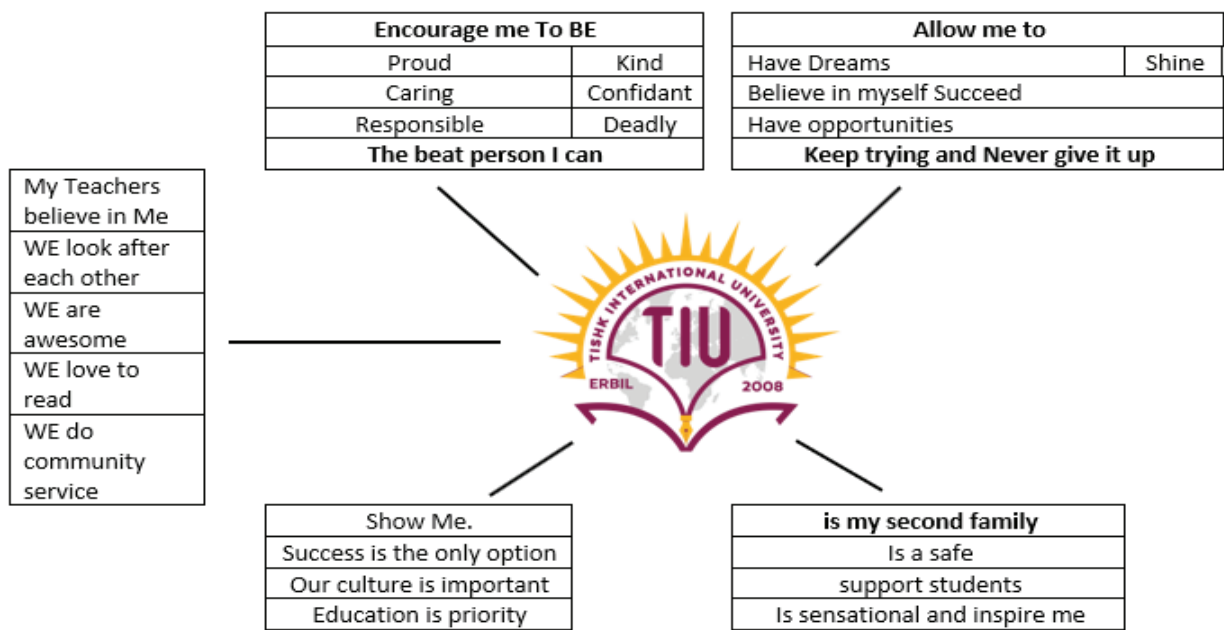 Encourage me To BE
Proud Kind
Caring Confidant
Responsible Deadly
The beat person I can
Allow me to
Have Dreams Shine
Believe in myself Succeed
Have opportunities
Keep trying and Never give it up
My Teachers
believe in Me
WE look after
each other
WE are
awesome
WE love to
read
WE do
community
service
TISHK INTERNATIONAL UNIVERSITY
TIU
ERBIL 2008
Show Me.
Success is the only option
Our culture is important
Education is priority
is my second family
Is a safe
support students
Is sensational and inspire me